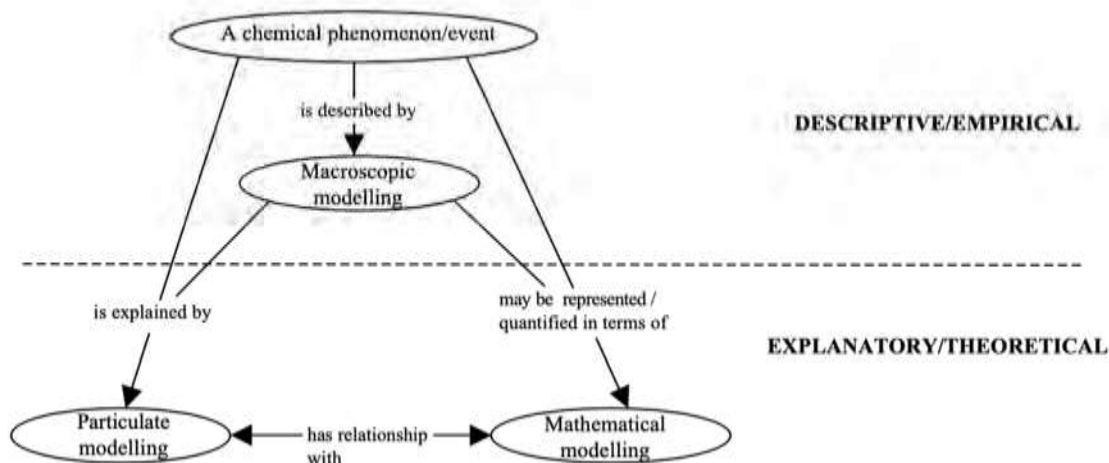 A chemical phenomenon/event
is described by
DESCRIPTIVE/EMPIRICAL
Macroscopic
modelling
is explained by
may be represented /
quantified in terms of
EXPLANATORY/THEORETICAL
Particulate
modelling
has relationship
with
Mathematical
modelling